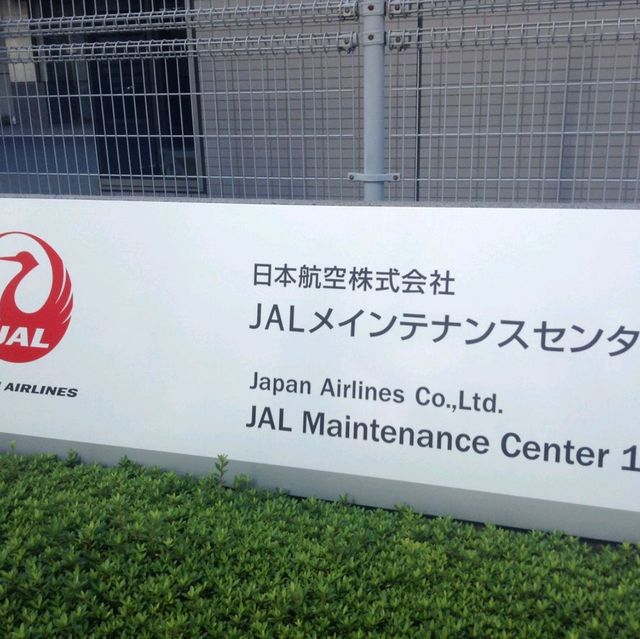 JAL
AIRLINES
日本航空株式会社
JALメインテナンスセンタ
Japan Airlines Co.,Ltd.
JAL Maintenance Center 1